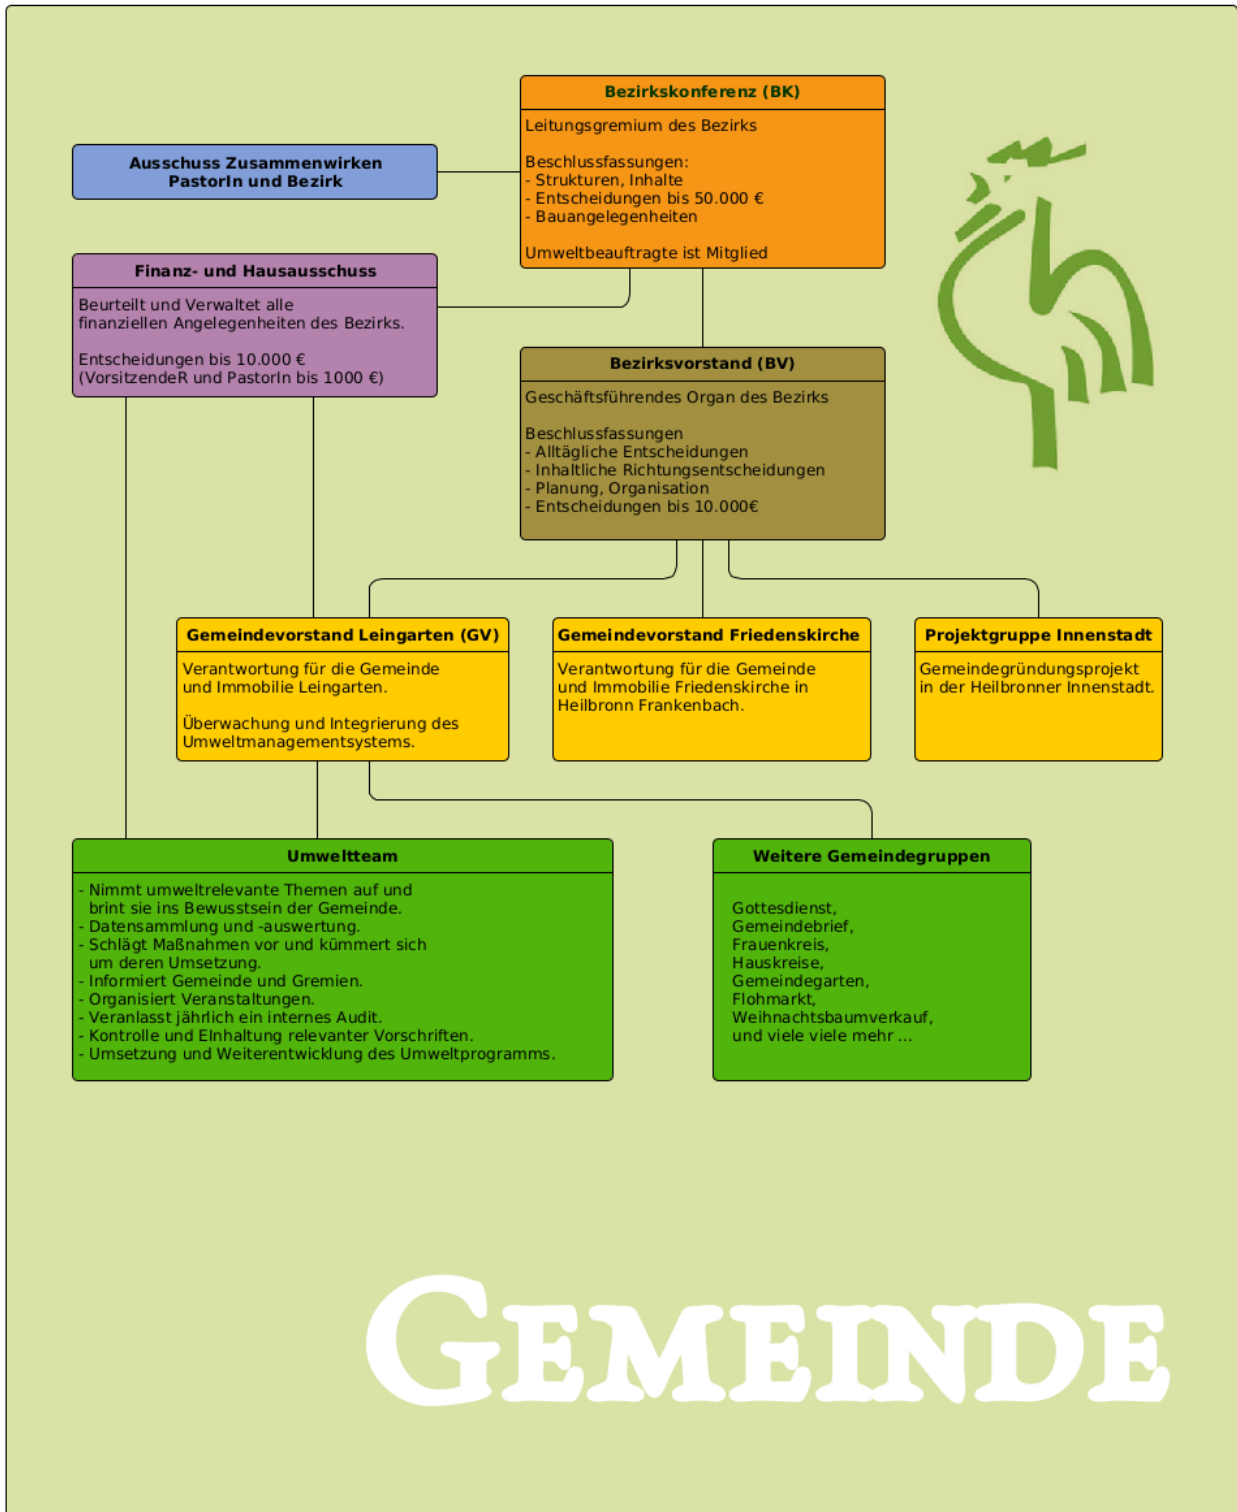 Bezirkskonferenz (BK)
Leitungsgremium des Bezirks
Beschlussfassungen:
- Strukturen, Inhalte
- Entscheidungen bis 50.000 €
- Bauangelegenheiten
Umweltbeauftragte ist Mitglied
Ausschuss Zusammenwirken
PastorIn und Bezirk
Finanz- und Hausausschuss
Beurteilt und Verwaltet alle
finanziellen Angelegenheiten des Bezirks.
Entscheidungen bis 10.000 €
(VorsitzendeR und PastorIn bis 1000 €)
Bezirksvorstand (BV)
Geschäftsführendes Organ des Bezirks
Beschlussfassungen
- Alltägliche Entscheidungen
- Inhaltliche Richtungsentscheidungen
- Planung, Organisation
- Entscheidungen bis 10.000€
Gemeindevorstand Leingarten (GV)
Verantwortung für die Gemeinde
und Immobilie Leingarten.
Überwachung und Integrierung des
Umweltmanagementsystems.
Gemeindevorstand Friedenskirche
Verantwortung für die Gemeinde
und Immobilie Friedenskirche in
Heilbronn Frankenbach.
Projektgruppe Innenstadt
Gemeindegründungsprojekt
in der Heilbronner Innenstadt.
Umweltteam
- Nimmt umweltrelevante Themen auf und
brint sie ins Bewusstsein der Gemeinde.
- Datensammlung und -auswertung.
- Schlägt Maßnahmen vor und kümmert sich
um deren Umsetzung.
- Informiert Gemeinde und Gremien.
- Organisiert Veranstaltungen.
- Veranlasst jährlich ein internes Audit.
- Kontrolle und EInhaltung relevanter Vorschriften.
- Umsetzung und Weiterentwicklung des Umweltprogramms.
Weitere Gemeindegruppen
Gottesdienst,
Gemeindebrief,
Frauenkreis,
Hauskreise,
Gemeindegarten,
Flohmarkt,
Weihnachtsbaumverkauf,
und viele viele mehr ...
GEMEINDE